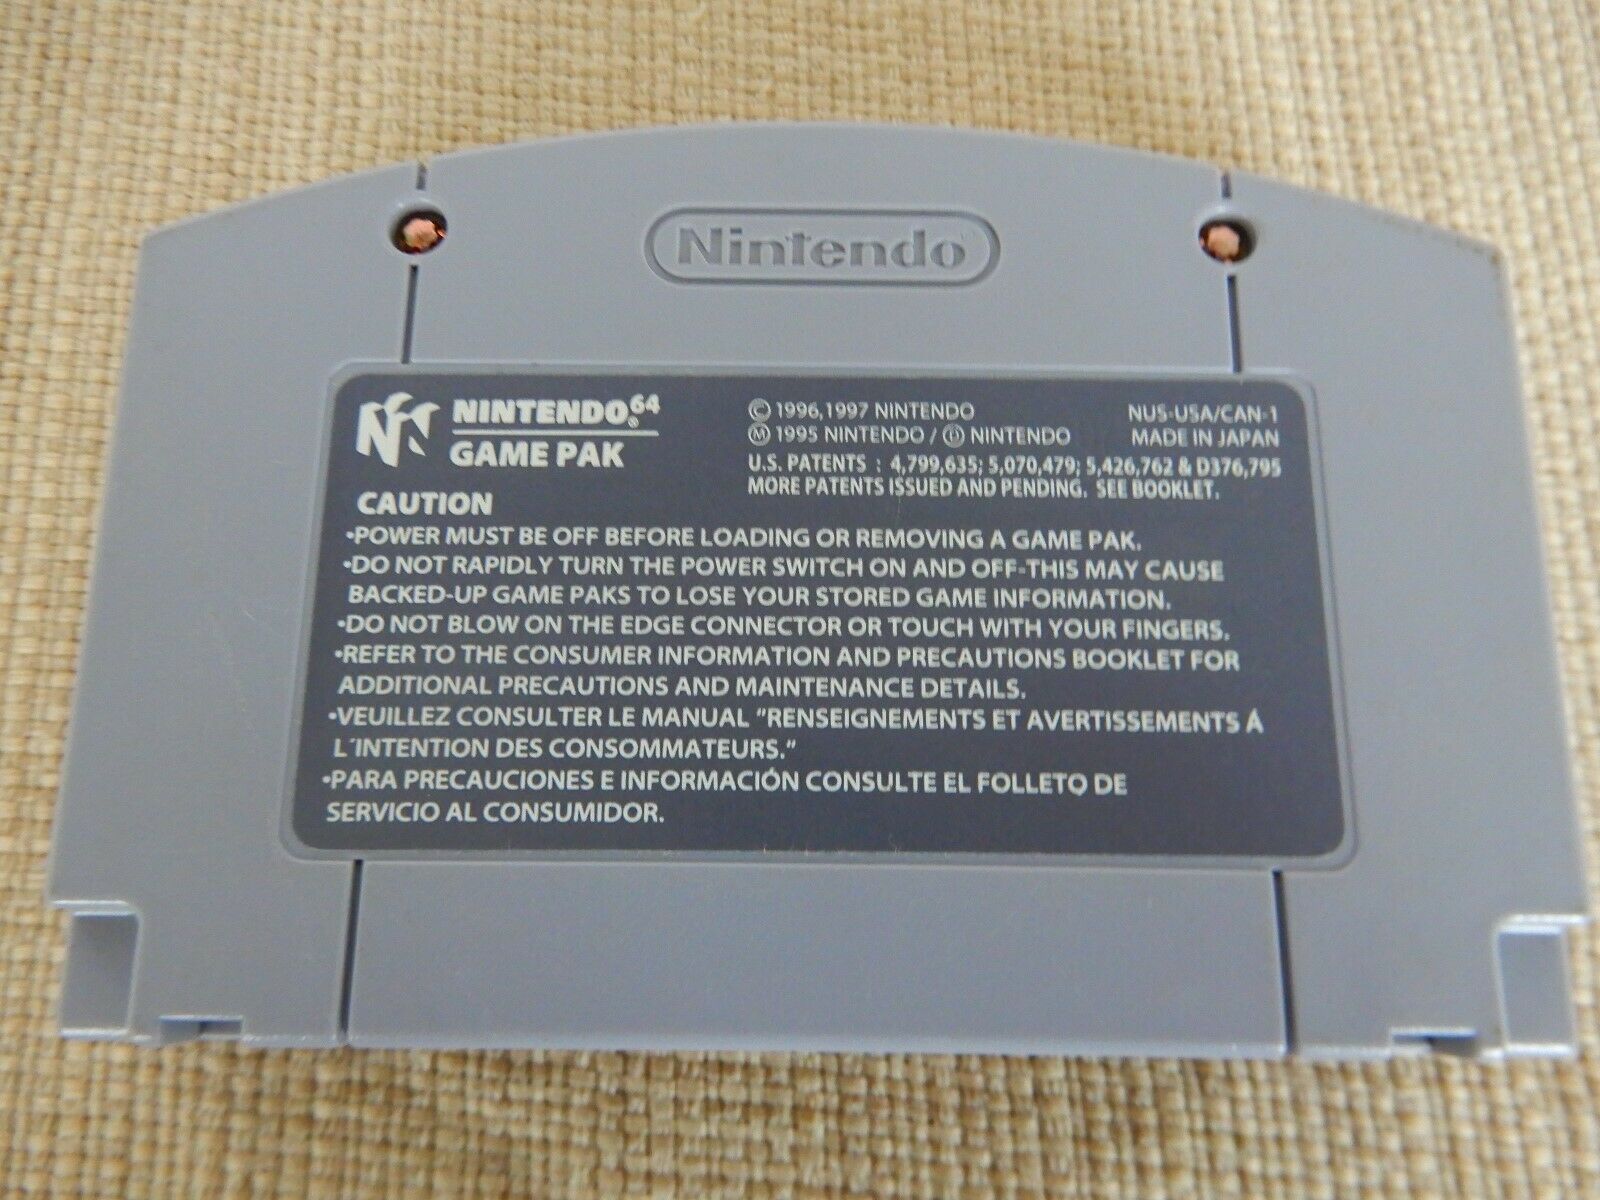 Nintendo
NINTENDO®64
GAME PAK
© 1996,1997 NINTENDO
Ⓜ 1995 NINTENDO / Ⓓ NINTENDO
NUS-USA/CAN-1
MADE IN JAPAN
U.S. PATENTS : 4,799,635; 5,070,479; 5,426,762 & D376,795
MORE PATENTS ISSUED AND PENDING. SEE BOOKLET.
CAUTION
•POWER MUST BE OFF BEFORE LOADING OR REMOVING A GAME PAK.
•DO NOT RAPIDLY TURN THE POWER SWITCH ON AND OFF-THIS MAY CAUSE
BACKED-UP GAME PAKS TO LOSE YOUR STORED GAME INFORMATION.
•DO NOT BLOW ON THE EDGE CONNECTOR OR TOUCH WITH YOUR FINGERS.
•REFER TO THE CONSUMER INFORMATION AND PRECAUTIONS BOOKLET FOR
ADDITIONAL PRECAUTIONS AND MAINTENANCE DETAILS.
•VEUILLEZ CONSULTER LE MANUAL "RENSEIGNEMENTS ET AVERTISSEMENTS Á
L'INTENTION DES CONSOMMATEURS."
•PARA PRECAUCIONES E INFORMACIÓN CONSULTE EL FOLLETO DE
SERVICIO AL CONSUMIDOR.